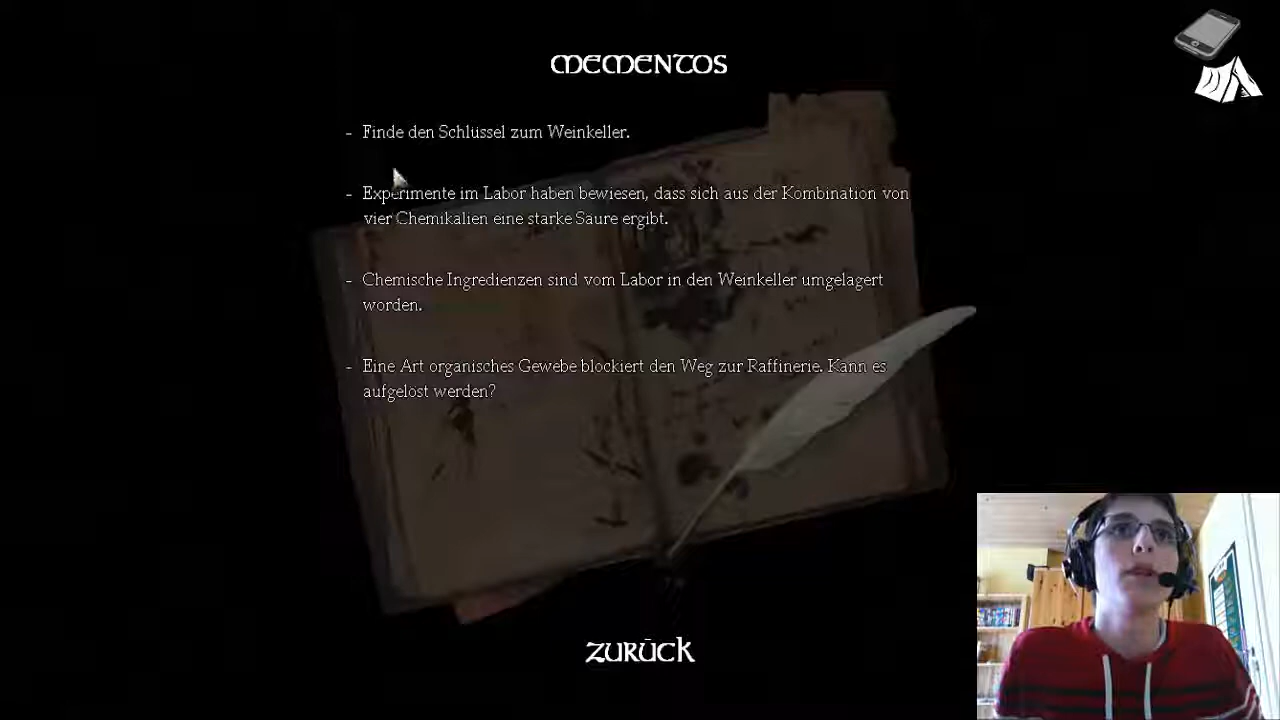 MEMENTOS
- Finde den Schlüssel zum Weinkeller.
- Experimente im Labor haben bewiesen, dass sich aus der Kombination von
vier Chemikalien eine starke Säure ergibt.
- Chemische Ingredienzen sind vom Labor in den Weinkeller umgelagert
worden.
- Eine Art organisches Gewebe blockiert den Weg zur Raffinerie. Kann es
aufgelöst werden?
ZURÜCK